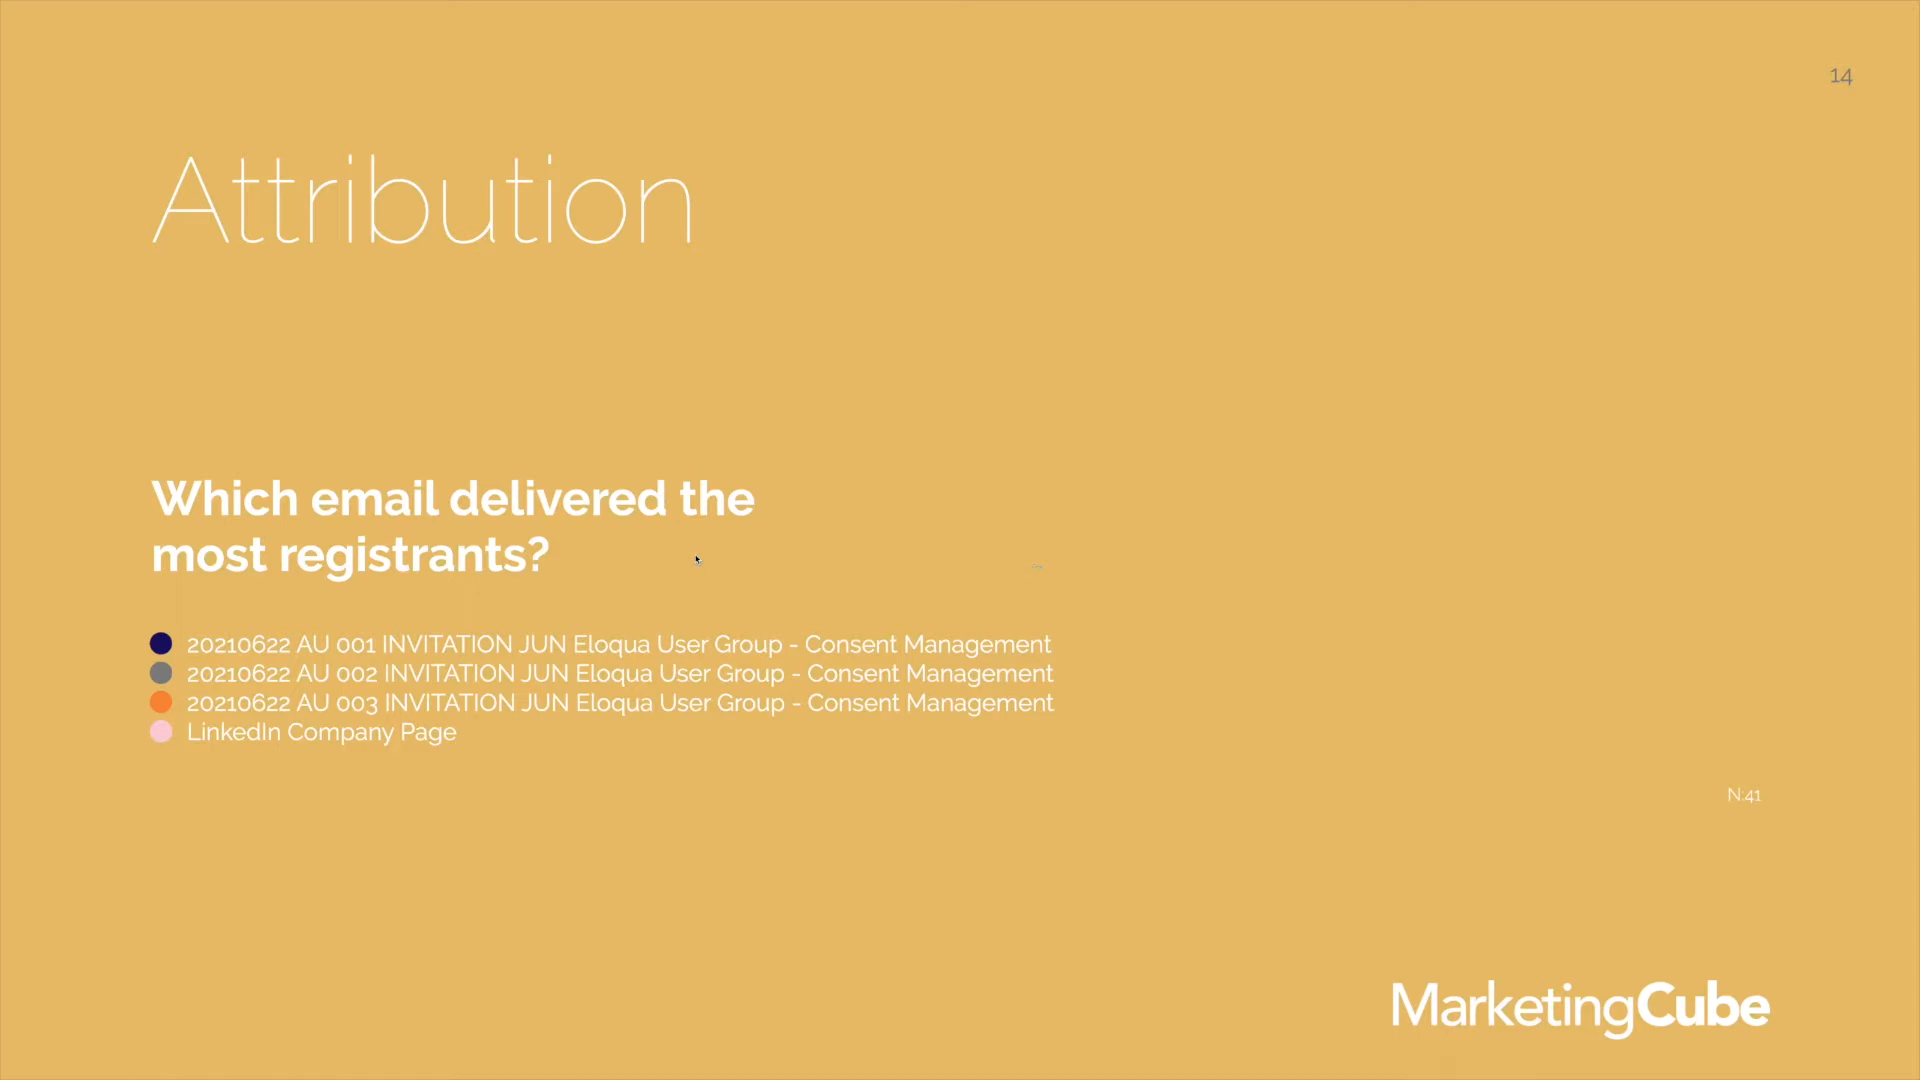 14
Attribution
Which email delivered the
most registrants?
20210622 AU 001 INVITATION JUN Eloqua User Group - Consent Management
20210622 AU 002 INVITATION JUN Eloqua User Group - Consent Management
20210622 AU 003 INVITATION JUN Eloqua User Group - Consent Management
LinkedIn Company Page
N:41
MarketingCube